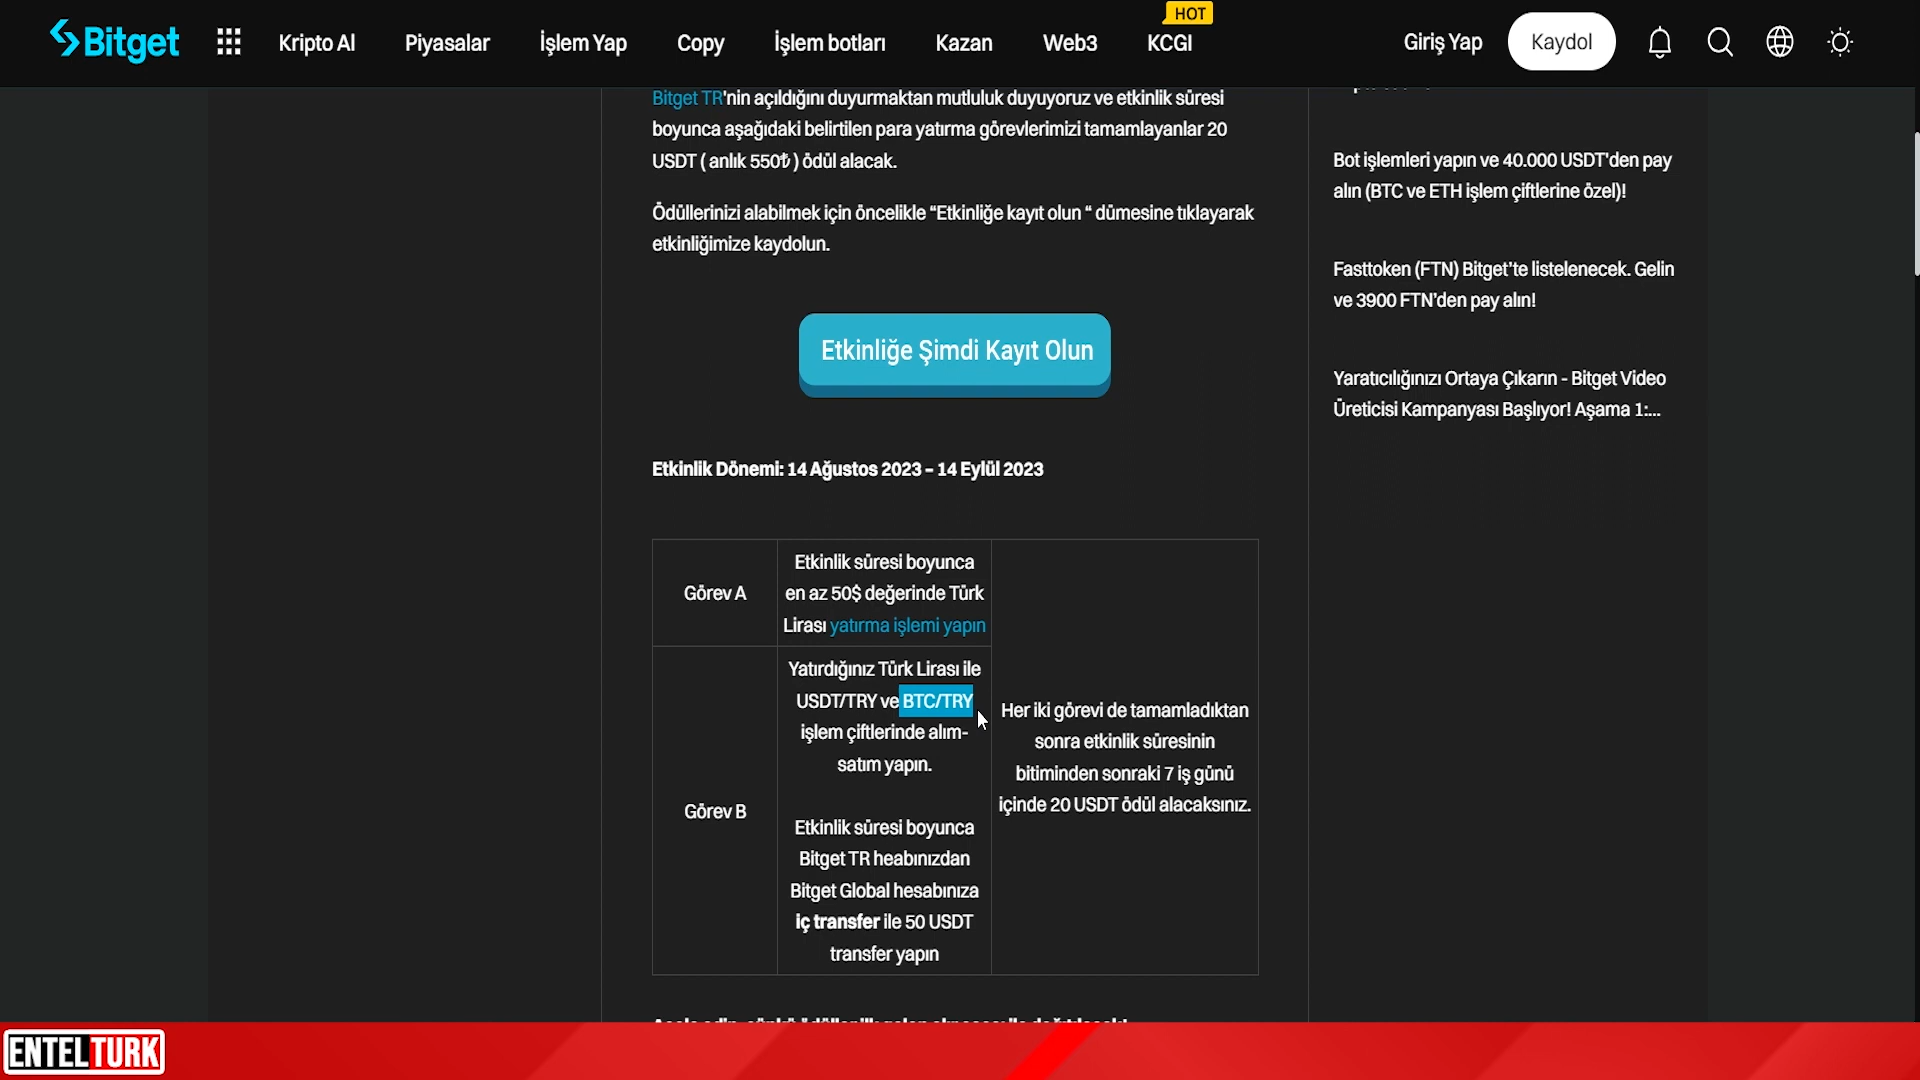 Bitget
Kripto Al
Piyasalar
İşlem Yap
Copy
İşlem botları
Kazan
Web3
HOT
KCGI
Giriş Yap
Kaydol
Bitget TR'nin açıldığını duyurmaktan mutluluk duyuyoruz ve etkinlik süresi
boyunca aşağıdaki belirtilen para yatırma görevlerimizi tamamlayanlar 20
USDT ( anlık 550₺ ) ödül alacak.
Ödüllerinizi alabilmek için öncelikle “Etkinliğe kayıt olun “ dümesine tıklayarak
etkinliğimize kaydolun.
Etkinliğe Şimdi Kayıt Olun
Etkinlik Dönemi: 14 Ağustos 2023 – 14 Eylül 2023
Görev A
Etkinlik süresi boyunca
en az 50$ değerinde Türk
Lirası yatırma işlemi yapın
Görev B
Yatırdığınız Türk Lirası ile
USDT/TRY ve BTC/TRY
işlem çiftlerinde alım-
satım yapın.
Etkinlik süresi boyunca
Bitget TR heabınızdan
Bitget Global hesabınıza
iç transfer ile 50 USDT
transfer yapın
Her iki görevi de tamamladıktan
sonra etkinlik süresinin
bitiminden sonraki 7 iş günü
içinde 20 USDT ödül alacaksınız.
Bot işlemleri yapın ve 40.000 USDT'den pay
alın (BTC ve ETH işlem çiftlerine özel)!
Fasttoken (FTN) Bitget'te listelenecek. Gelin
ve 3900 FTN'den pay alın!
Yaratıcılığınızı Ortaya Çıkarın - Bitget Video
Üreticisi Kampanyası Başlıyor! Aşama 1:...
ENTELTURK